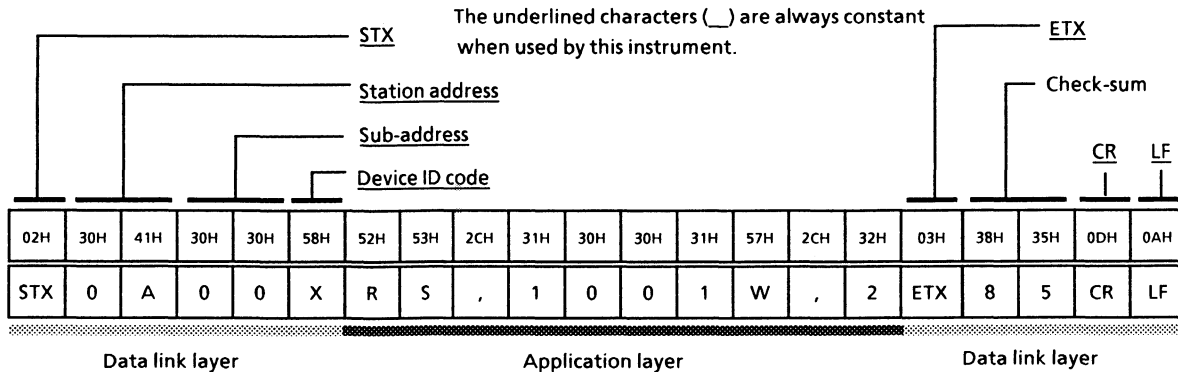 The underlined characters (__) are always constant
when used by this instrument.
STX
ETX
Station address
Check-sum
Sub-address
CR LF
Device ID code
02H 30H 41H 30H 30H 58H 52H 53H 2CH 31H 30H 30H 31H 57H 2CH 32H 03H 38H 35H 0DH 0AH
STX 0 A 0 0 X R S , 1 0 0 1 W , 2 ETX 8 5 CR LF
Data link layer Application layer Data link layer